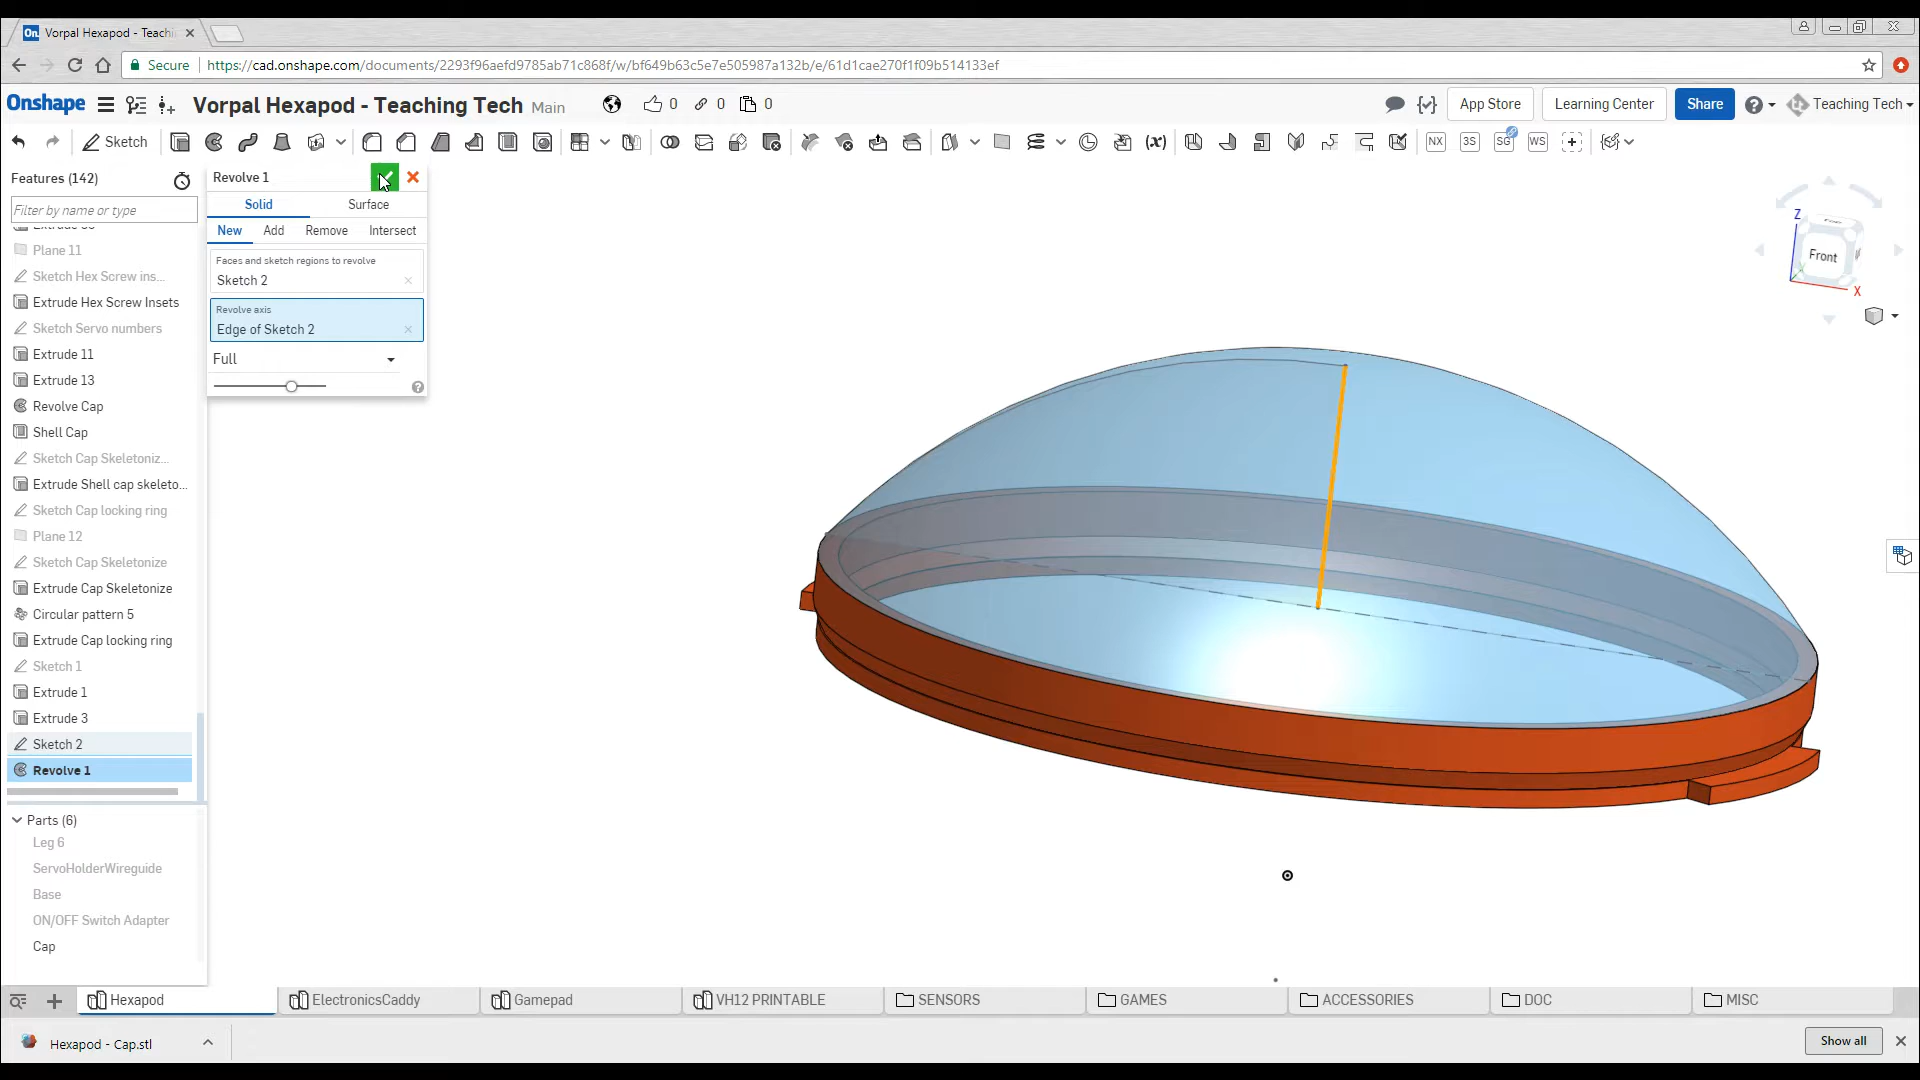 Vorpal Hexapod - Teachi
Secure
https://cad.onshape.com/documents/2293f96aefd9785ab71c868f/w/bf649b63c5e7e505987a132b/e/61d1cae270f1f09b514133ef
Onshape
Vorpal Hexapod - Teaching Tech Main
0 0 0
App Store
Learning Center
Share
Teaching Tech
Sketch
NX 3S SG WS
Features (142)
Filter by name or type
Plane 11
Sketch Hex Screw ins...
Extrude Hex Screw Insets
Sketch Servo numbers
Extrude 11
Extrude 13
Revolve Cap
Shell Cap
Sketch Cap Skeletoniz...
Extrude Shell cap skeleto...
Sketch Cap locking ring
Plane 12
Sketch Cap Skeletonize
Extrude Cap Skeletonize
Circular pattern 5
Extrude Cap locking ring
Sketch 1
Extrude 1
Extrude 3
Sketch 2
Revolve 1
Parts (6)
Leg 6
ServoHolderWireguide
Base
ON/OFF Switch Adapter
Cap
Revolve 1
Solid Surface
New Add Remove Intersect
Faces and sketch regions to revolve
Sketch 2
Revolve axis
Edge of Sketch 2
Full
Z
Front
X
Hexapod
ElectronicsCaddy
Gamepad
VH12 PRINTABLE
SENSORS
GAMES
ACCESSORIES
DOC
MISC
Hexapod - Cap.stl
Show all